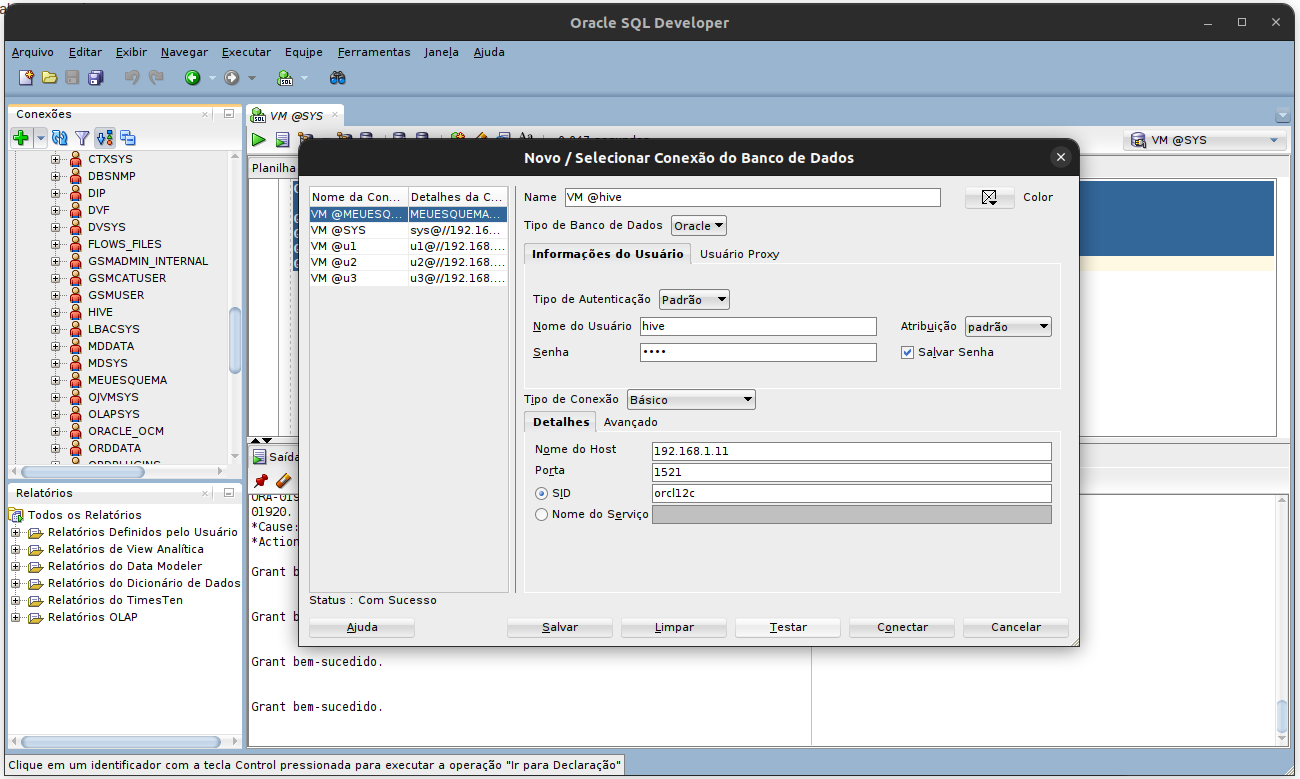 Oracle SQL Developer
Arquivo Editar Exibir Navegar Executar Equipe Ferramentas Janela Ajuda
Conexões
CTXSYS
DBSNMP
DIP
DVF
DVSYS
FLOWS_FILES
GSMADMIN_INTERNAL
GSMCATUSER
GSMUSER
HIVE
LBACSYS
MDDATA
MDSYS
MEUESQUEMA
OJVMSYS
OLAPSYS
ORACLE_OCM
ORDDATA
Relatórios
Todos os Relatórios
Relatórios Definidos pelo Usuário
Relatórios de View Analítica
Relatórios do Data Modeler
Relatórios do Dicionário de Dados
Relatórios do TimesTen
Relatórios OLAP
VM @SYS
VM @SYS
Planilha
Novo / Selecionar Conexão do Banco de Dados
Nome da Con... Detalhes da C...
VM @MEUESQ... MEUESQUEMA...
VM @SYS sys@//192.16...
VM @u1 u1@//192.168....
VM @u2 u2@//192.168....
VM @u3 u3@//192.168....
Name VM @hive Color
Tipo de Banco de Dados Oracle
Informações do Usuário Usuário Proxy
Tipo de Autenticação Padrão
Nome do Usuário hive Atribuição padrão
Senha •••• Salvar Senha
Tipo de Conexão Básico
Detalhes Avançado
Nome do Host 192.168.1.11
Porta 1521
SID orcl12c
Nome do Serviço
Status : Com Sucesso
Ajuda Salvar Limpar Testar Conectar Cancelar
Saída
01920.
*Cause:
*Action
Grant b
Grant b
Grant bem-sucedido.
Grant bem-sucedido.
Clique em um identificador com a tecla Control pressionada para executar a operação "Ir para Declaração"